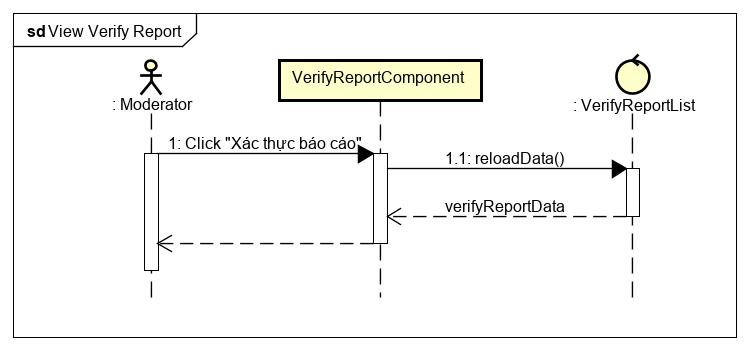 sd View Verify Report
VerifyReportComponent
: Moderator
: VerifyReportList
1: Click "Xác thực báo cáo"
1.1: reloadData()
verifyReportData